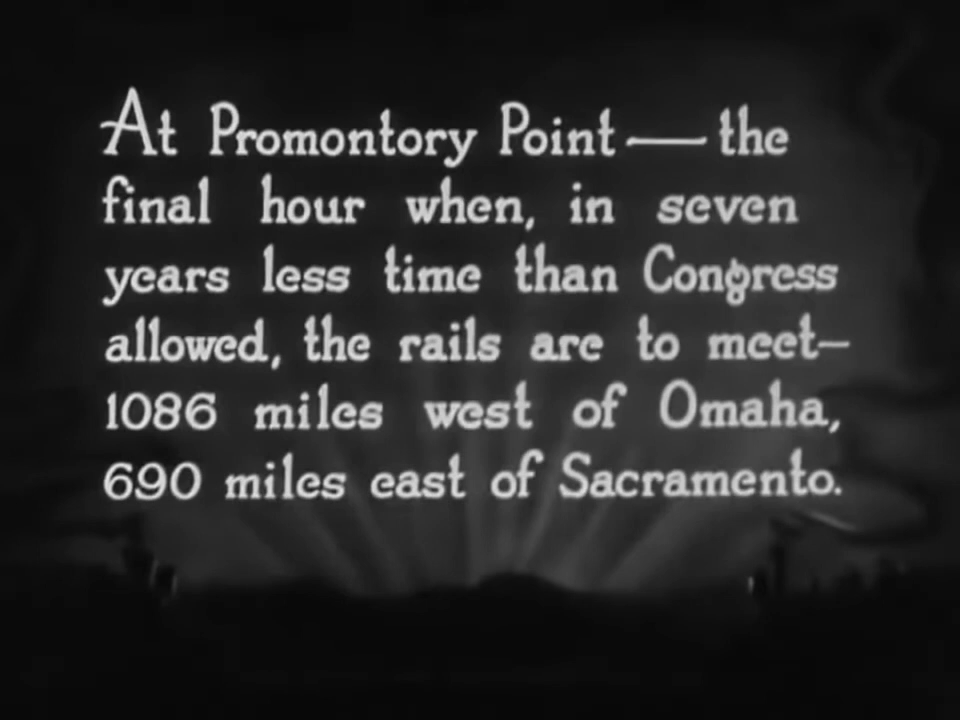 At Promontory Point — the
final hour when, in seven
years less time than Congress
allowed, the rails are to meet—
1086 miles west of Omaha,
690 miles east of Sacramento.